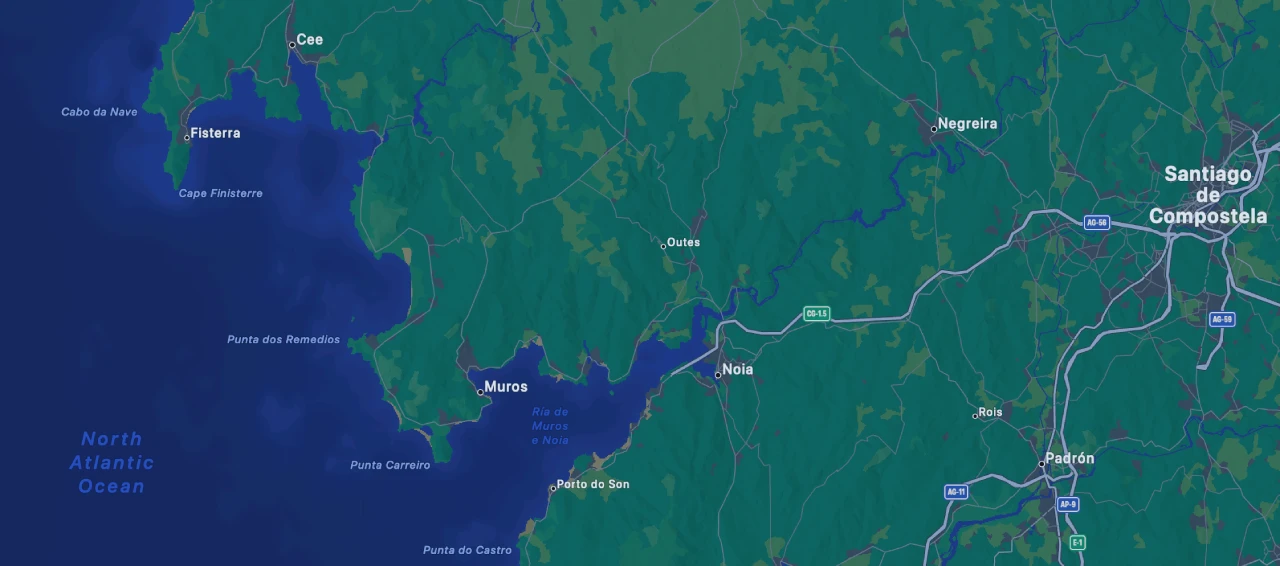 Cee
Cabo da Nave
Fisterra
Negreira
Santiago
de
Compostela
Cape Finisterre
AG-56
Outes
CG-1.5
AG-59
Punta dos Remedios
Noia
Muros
Ría de
Muros
e Noia
Rois
North
Atlantic
Ocean
Punta Carreiro
Padrón
Porto do Son
AG-11
AP-9
E-1
Punta do Castro